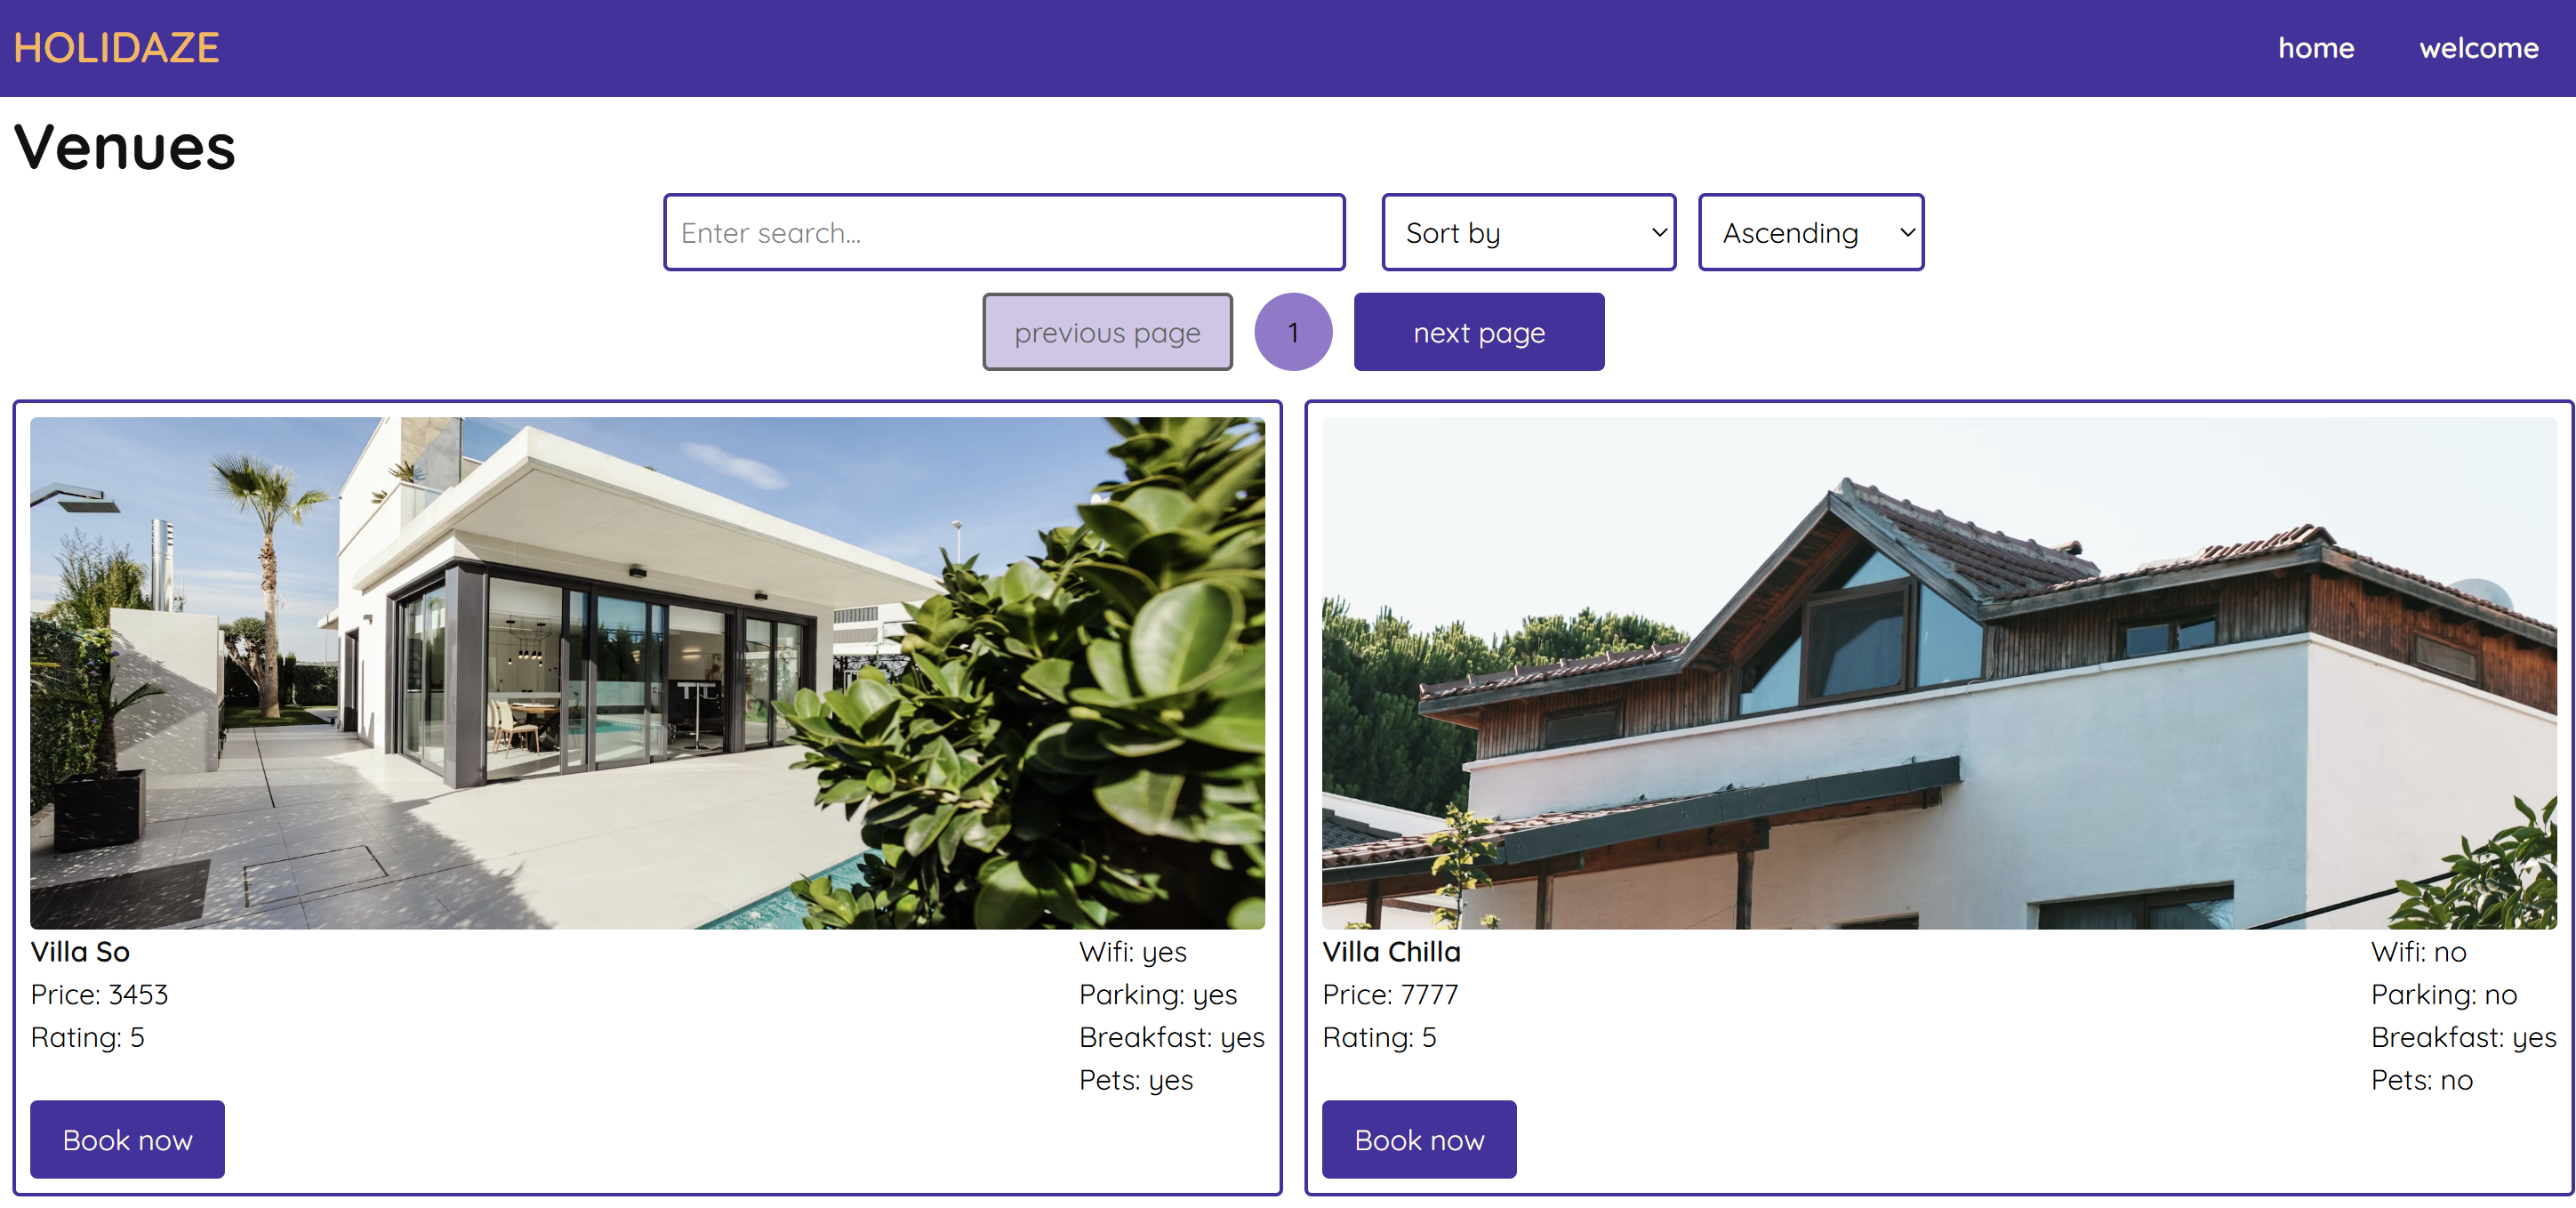 HOLIDAZE
home welcome
Venues
Enter search...
Sort by
Ascending
previous page 1 next page
Villa So
Price: 3453
Rating: 5
Wifi: yes
Parking: yes
Breakfast: yes
Pets: yes
Book now
Villa Chilla
Price: 7777
Rating: 5
Wifi: no
Parking: no
Breakfast: yes
Pets: no
Book now